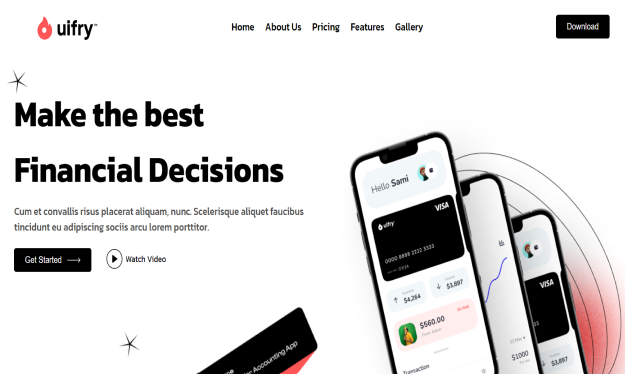 uifry™
Home About Us Pricing Features Gallery
Download
Make the best
Financial Decisions
Cum et convallis risus placerat aliquam, nunc. Scelerisque aliquet faucibus
tincidunt eu adipiscing sociis arcu lorem porttitor.
Get Started
Watch Video
Hello Sami
uifry
VISA
0000 8888 2222 3333
$4,264
$3,897
$560.00
Transaction
VISA
$1000
$3,897
Accounting App